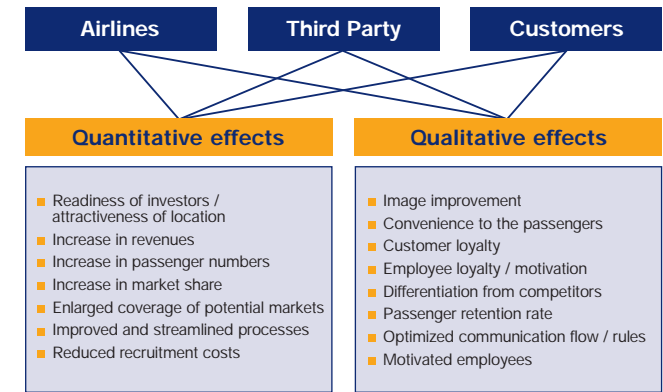 Airlines
Third Party
Customers
Quantitative effects
Qualitative effects
Readiness of investors /
attractiveness of location
Increase in revenues
Increase in passenger numbers
Increase in market share
Enlarged coverage of potential markets
Improved and streamlined processes
Reduced recruitment costs
Image improvement
Convenience to the passengers
Customer loyalty
Employee loyalty / motivation
Differentiation from competitors
Passenger retention rate
Optimized communication flow / rules
Motivated employees